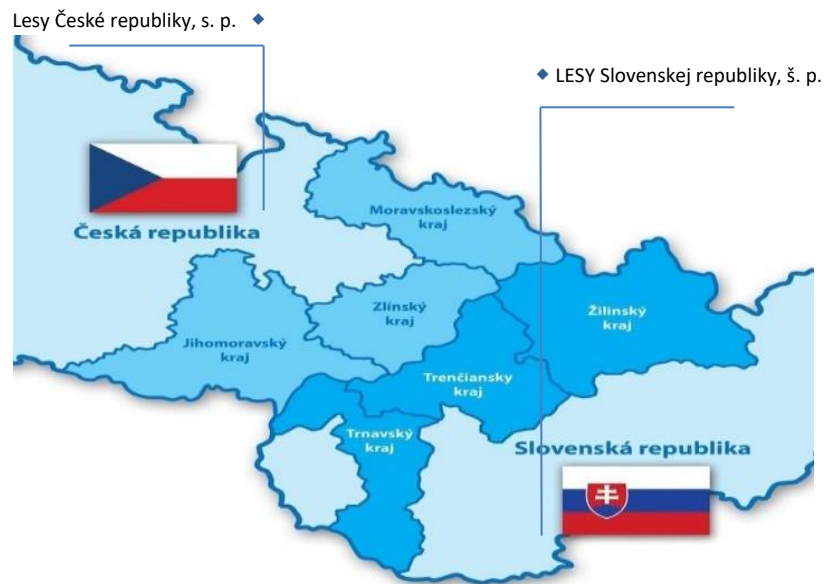 Lesy České republiky, s. p.
LESY Slovenskej republiky, š. p.
Moravskoslezský
kraj
Česká republika
Zlínský
kraj
Žilinský
kraj
Jihomoravský
kraj
Trenčiansky
kraj
Trnavský
kraj
Slovenská republika